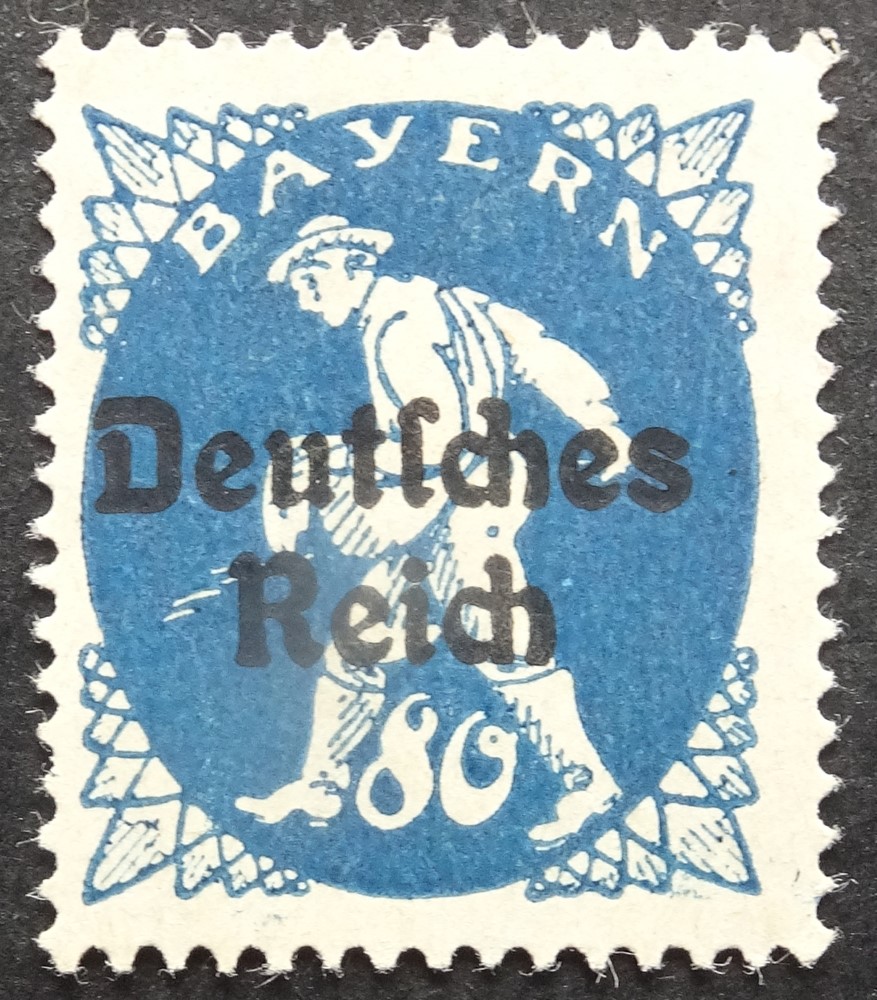 BAYERN
Deutſches
Reich
80